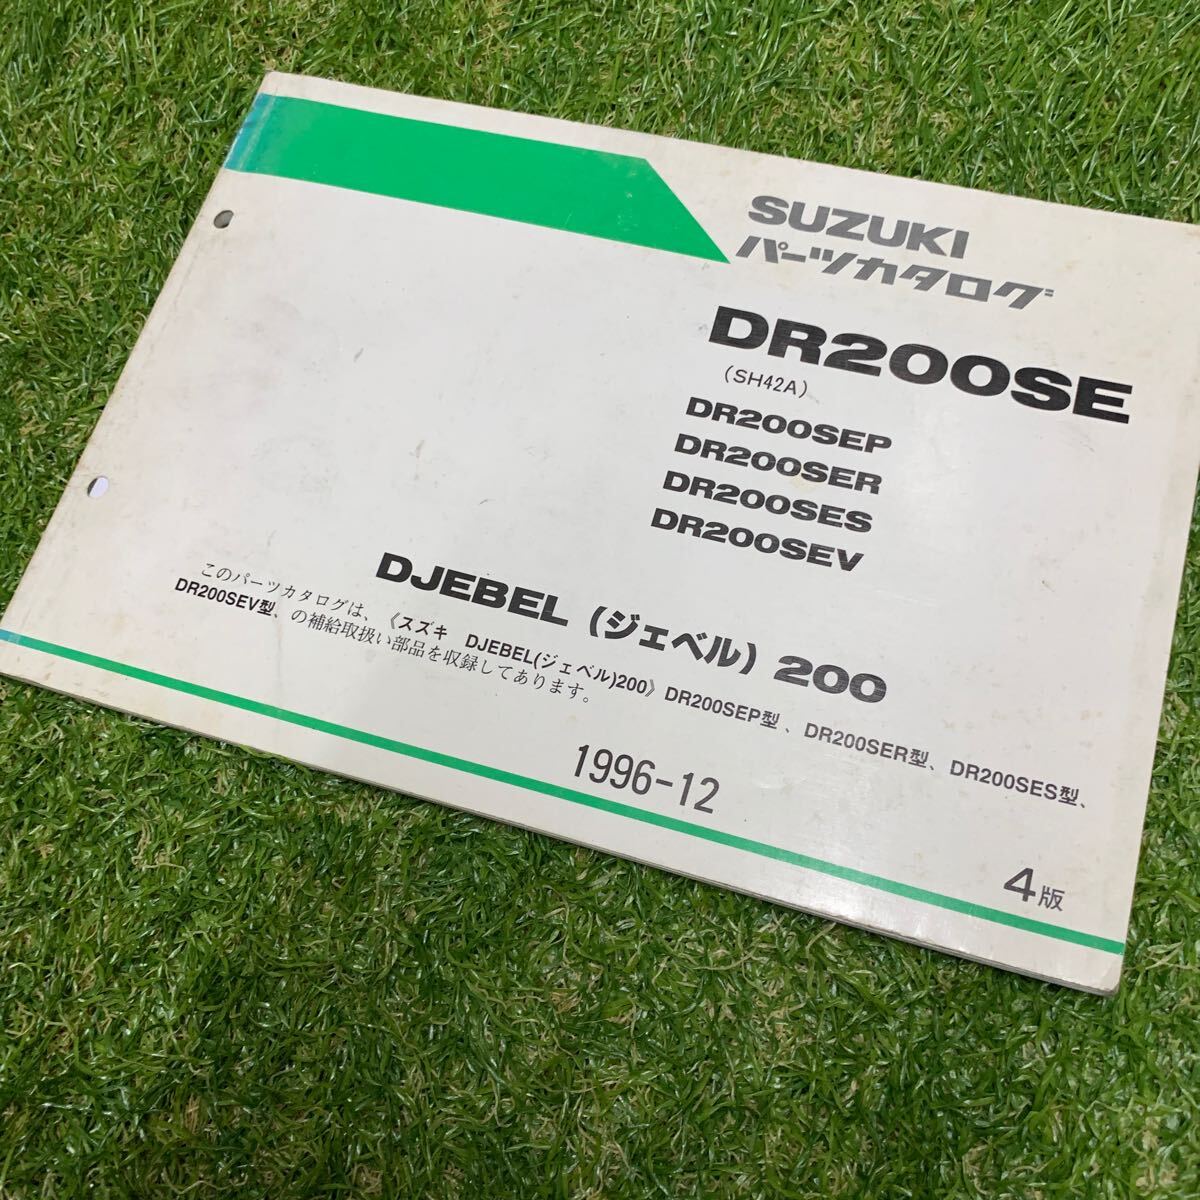 SUZUKI
パーツカタログ
DR200SE
(SH42A)
DR200SEP
DR200SER
DR200SES
DR200SEV
DJEBEL (ジェベル) 200
このパーツカタログは、《スズキ DJEBEL(ジェベル)200》DR200SEP型、DR200SER型、DR200SES型、
DR200SEV型、の補給取扱い部品を収録してあります。
1996-12
4版